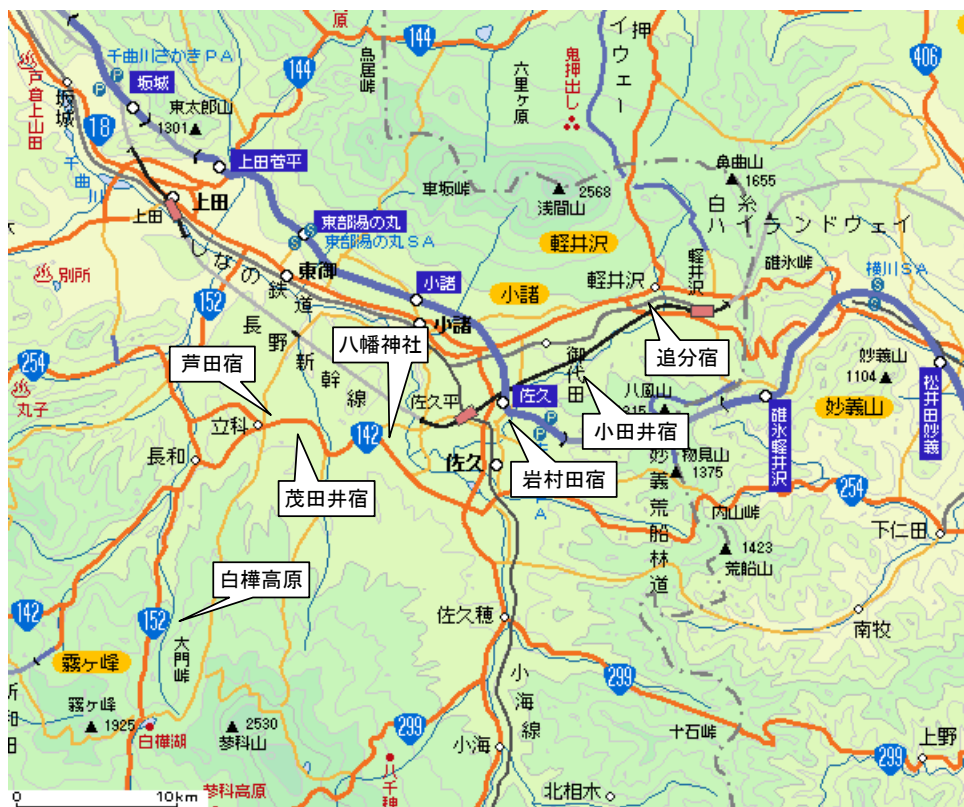 押
イウェー
原
鳥居峠
六里ヶ原
鬼押出し
406
144
千曲川さかきPA
坂城
東太郎山
1301
144
戸倉上山田
坂城
18
千曲川
上田菅平
上田
上田
東部湯の丸
東部湯の丸SA
車坂峠
2568
浅間山
鼻曲山
1655
白糸
ハイランドウェイ
軽井沢
軽井沢
軽井沢
碓氷峠
横川SA
別所
152
しなの鉄道
東御
小諸
小諸
小諸
長野新幹線
八幡神社
追分宿
御代田
妙義山
1104
松井田妙義
254
丸子
芦田宿
佐久平
佐久
小田井宿
八風山
315
妙義山
碓氷軽井沢
立科
142
長和
茂田井宿
佐久
岩村田宿
A
物見山
1375
妙義荒船林道
254
内山峠
下仁田
1423
荒船山
白樺高原
142
152
大門峠
佐久穂
南牧
霧ヶ峰
霧ヶ峰
1925
白樺湖
2530
蓼科山
299
小海線
299
十石峠
299
上野
小海
八千穂
蓼科高原
北相木
0
10km